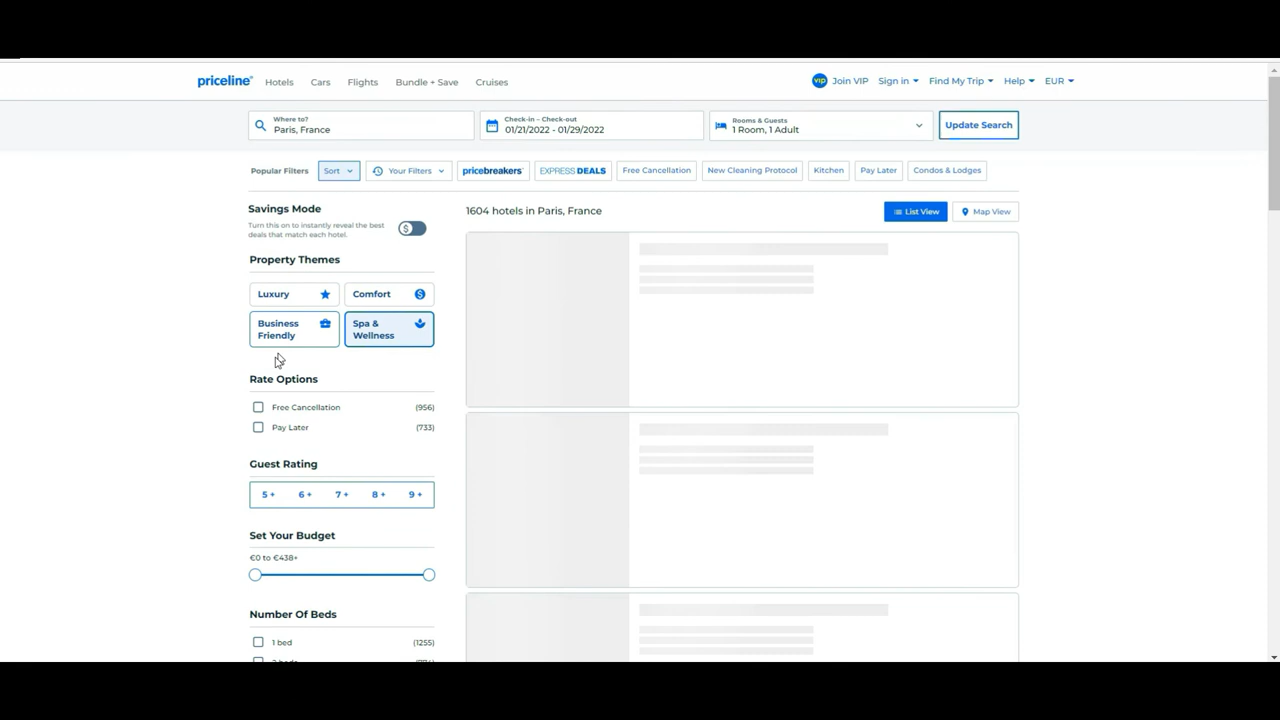 priceline
Hotels
Cars
Flights
Bundle + Save
Cruises
VIP
Join VIP
Sign in
Find My Trip
Help
EUR
Where to?
Paris, France
Check-in – Check-out
01/21/2022 - 01/29/2022
Rooms & Guests
1 Room, 1 Adult
Update Search
Popular Filters
Sort
Your Filters
pricebreakers
EXPRESS DEALS
Free Cancellation
New Cleaning Protocol
Kitchen
Pay Later
Condos & Lodges
Savings Mode
Turn this on to instantly reveal the best
deals that match each hotel.
$
Property Themes
Luxury
Comfort
$
Business
Friendly
Spa &
Wellness
Rate Options
Free Cancellation (956)
Pay Later (733)
Guest Rating
5 + 6 + 7 + 8 + 9 +
Set Your Budget
€0 to €438+
Number Of Beds
1 bed (1255)
1604 hotels in Paris, France
List View
Map View